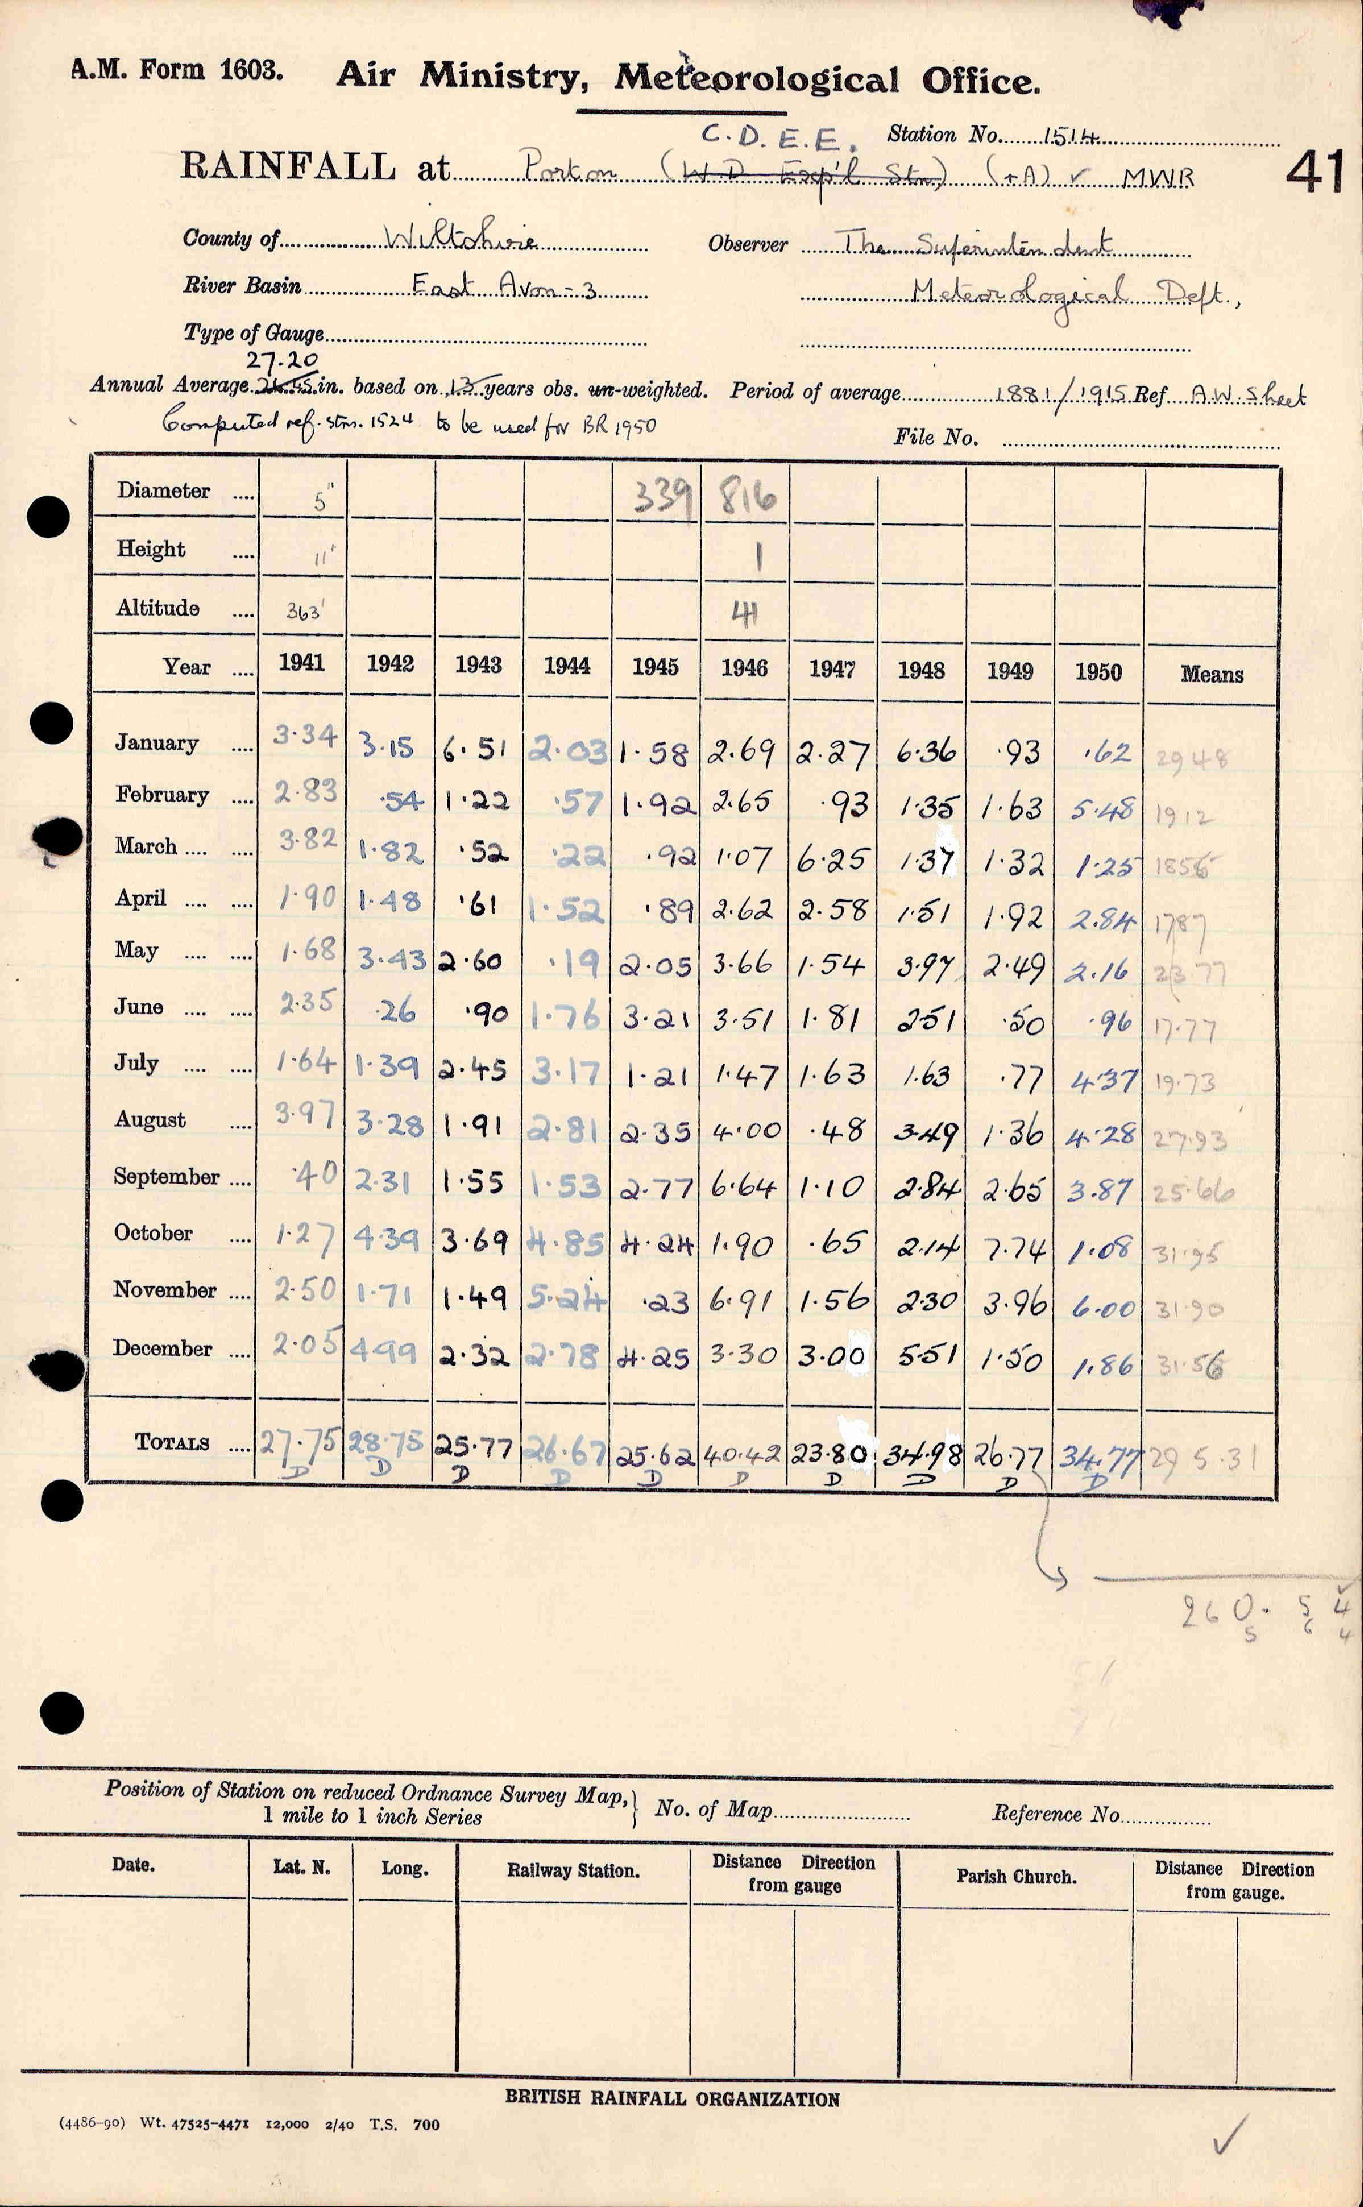 A.M. Form 1603. Air Ministry, Meteorological Office.
C.D.E.E. Station No. 1514
RAINFALL at Porton (W.D. Exp'l Stn) (+A) ✓ MWR 41
County of Wiltshire Observer The Superintendent
River Basin East Avon - 3 Meteorological Dept.,
Type of Gauge
27.20
Annual Average in. based on 13 years obs. un-weighted. Period of average 1881/1915 Ref. A.W. Sheet
Computed ref. stn. 1524 to be used for BR 1950
File No.
Diameter .... 5" 339 816
Height .... 11" 1
Altitude .... 363' 41
Year .... 1941 1942 1943 1944 1945 1946 1947 1948 1949 1950 Means
January .... 3.34 3.15 6.51 2.03 1.58 2.69 2.27 6.36 .93 .62 29 48
February .... 2.83 .54 1.22 .57 1.92 2.65 .93 1.35 1.63 5.48 19 12
March .... .... 3.82 1.82 .52 .22 .92 1.07 6.25 1.37 1.32 1.25 1856
April .... .... 1.90 1.48 .61 1.52 .89 2.62 2.58 1.51 1.92 2.84 1787
May .... .... 1.68 3.43 2.60 .19 2.05 3.66 1.54 3.97 2.49 2.16 23 77
June .... .... 2.35 .26 .90 1.76 3.21 3.51 1.81 2.51 .50 .96 17.77
July .... .... 1.64 1.39 2.45 3.17 1.21 1.47 1.63 1.63 .77 4.37 19.73
August .... 3.97 3.28 1.91 2.81 2.35 4.00 .48 3.49 1.36 4.28 27.93
September .... .40 2.31 1.55 1.53 2.77 6.64 1.10 2.84 2.65 3.87 25.66
October .... 1.27 4.39 3.69 4.85 4.24 1.90 .65 2.14 7.74 1.08 31.95
November .... 2.50 1.71 1.49 5.24 .23 6.91 1.56 2.30 3.96 6.00 31.90
December .... 2.05 4.99 2.32 2.78 4.25 3.30 3.00 5.51 1.50 1.86 31.56
TOTALS .... 27.75 28.75 25.77 26.67 25.62 40.42 23.80 34.98 26.77 34.77 29 5.31
D D D D D D D D D D
260. 5 4
5 6 4
Position of Station on reduced Ordnance Survey Map, } No. of Map Reference No.
1 mile to 1 inch Series
Date. Lat. N. Long. Railway Station. Distance Direction from gauge Parish Church. Distance Direction from gauge.
BRITISH RAINFALL ORGANIZATION
(4486-90) Wt. 47525-4471 12,000 2/40 T.S. 700